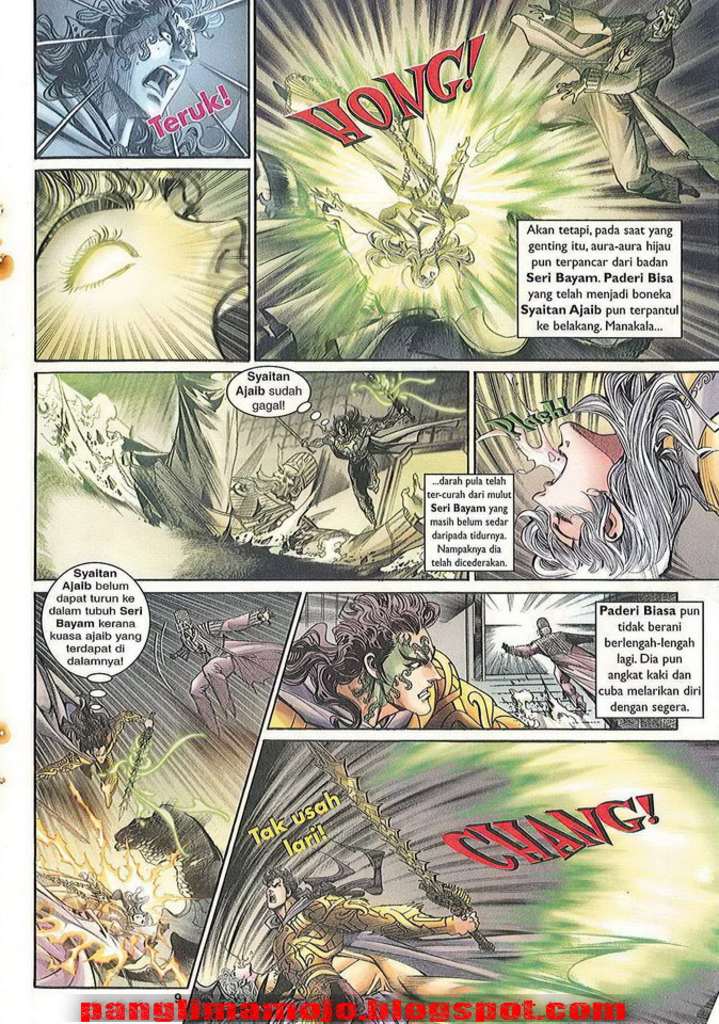 Teruk!
HONG!
Akan tetapi, pada saat yang
genting itu, aura-aura hijau
pun terpancar dari badan
Seri Bayam. Paderi Bisa
yang telah menjadi boneka
Syaitan Ajaib pun terpantul
ke belakang. Manakala...
Syaitan
Ajaib sudah
gagal!
...darah pula telah
ter-curah dari mulut
Seri Bayam yang
masih belum sedar
daripada tidurnya.
Nampaknya dia
telah dicederakan.
Plash!!
Syaitan
Ajaib belum
dapat turun ke
dalam tubuh Seri
Bayam kerana
kuasa ajaib yang
terdapat di
dalamnya!
Paderi Biasa pun
tidak berani
berlengah-lengah
lagi. Dia pun
angkat kaki dan
cuba melarikan diri
dengan segera.
Tak usah
lari!
CHANG!
9
panglimamojo.blogspot.com